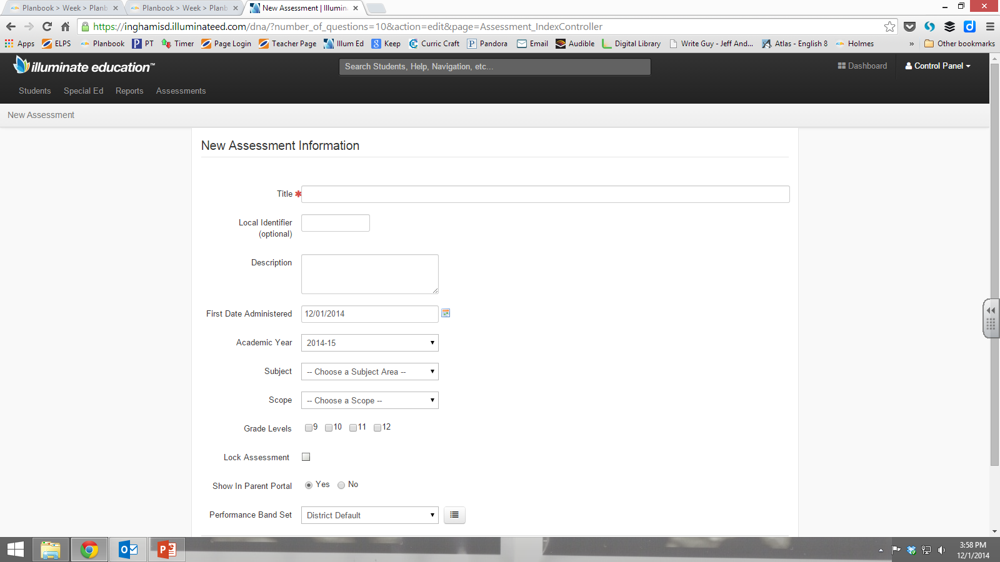 Planbook > Week > Planb
Planbook > Week > Planb
New Assessment | Illumin
https://inghamisd.illuminateed.com/dna/?number_of_questions=10&action=edit&page=Assessment_IndexController
Apps ELPS Planbook PT Timer Page Login Teacher Page Illum Ed Keep Curric Craft Pandora Email Audible Digital Library Write Guy - Jeff And... Atlas - English 8 Holmes » Other bookmarks
illuminate education™
Search Students, Help, Navigation, etc...
Dashboard
Control Panel
Students Special Ed Reports Assessments
New Assessment
New Assessment Information
Title *
Local Identifier
(optional)
Description
First Date Administered 12/01/2014
Academic Year 2014-15
Subject -- Choose a Subject Area --
Scope -- Choose a Scope --
Grade Levels 9 10 11 12
Lock Assessment
Show In Parent Portal Yes No
Performance Band Set District Default
3:58 PM
12/1/2014